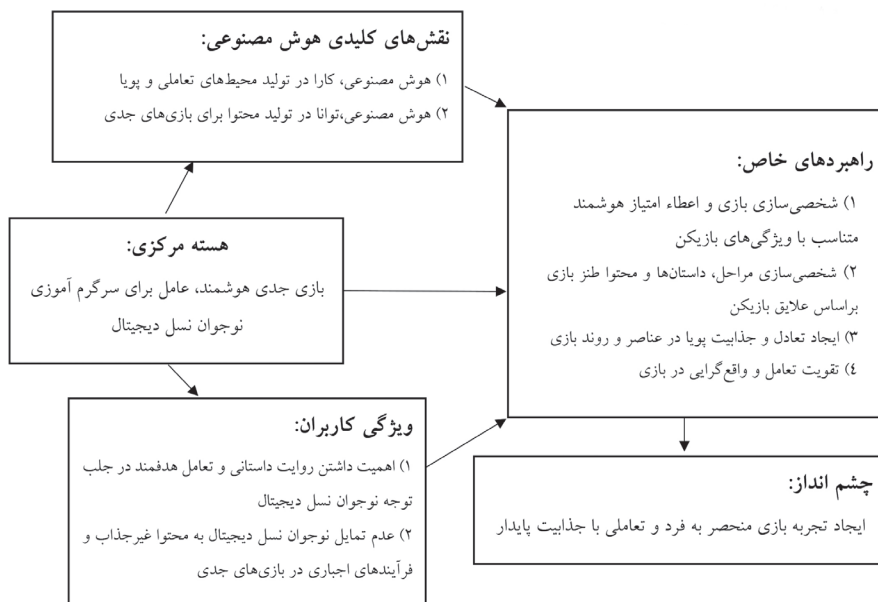 نقش‌های کلیدی هوش مصنوعی:
۱) هوش مصنوعی، کارا در تولید محیط‌های تعاملی و پویا
۲) هوش مصنوعی،توانا در تولید محتوا برای بازی‌های جدی
راهبردهای خاص:
۱) شخصی‌سازی بازی و اعطاء امتیاز هوشمند
متناسب با ویژگی‌های بازیکن
۲) شخصی‌سازی مراحل، داستان‌ها و محتوا طنز بازی
براساس علایق بازیکن
۳) ایجاد تعادل و جذابیت پویا در عناصر و روند بازی
٤) تقویت تعامل و واقع‌گرایی در بازی
هسته مرکزی:
بازی جدی هوشمند، عامل برای سرگرم آموزی
نوجوان نسل دیجیتال
ویژگی کاربران:
۱) اهمیت داشتن روایت داستانی و تعامل هدفمند در جلب
توجه نوجوان نسل دیجیتال
۲) عدم تمایل نوجوان نسل دیجیتال به محتوا غیرجذاب و
فرآیندهای اجباری در بازی‌های جدی
چشم انداز:
ایجاد تجربه بازی منحصر به فرد و تعاملی با جذابیت پایدار